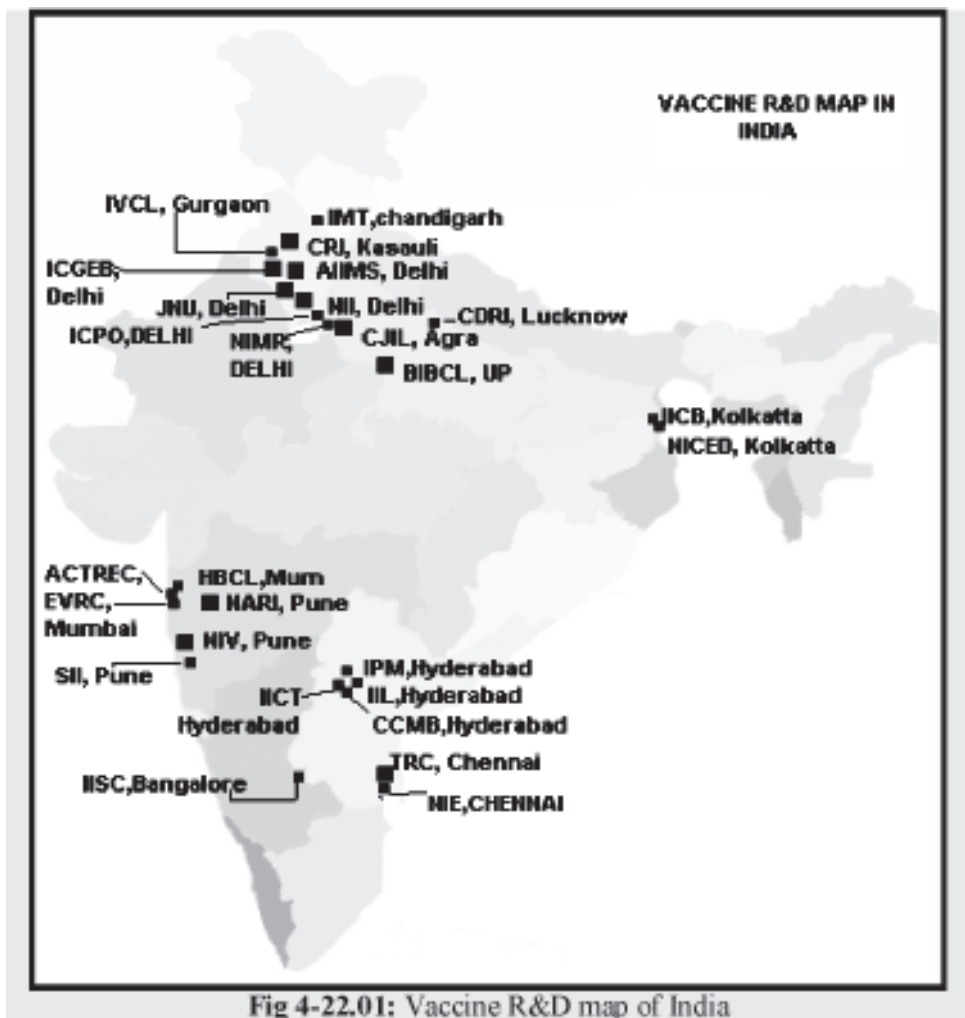 VACCINE R&D MAP IN
INDIA
IVCL, Gurgaon
IMT,chandigarh
CRI, Kasauli
ICGEB,
Delhi
AIIMS, Delhi
JNU, Delhi
NII, Delhi
ICPO,DELHI
CDRI, Lucknow
NIMR,
DELHI
CJIL, Agra
BIBCL, UP
IICB,Kolkatta
NICED, Kolkatta
ACTREC,
HBCL,Mum
EVRC,
Mumbai
NARI, Pune
NIV, Pune
SII, Pune
IPM,Hyderabad
IICT
Hyderabad
IIL,Hyderabad
CCMB,Hyderabad
TRC, Chennai
IISC,Bangalore
NIE,CHENNAI
Fig 4-22.01: Vaccine R&D map of India